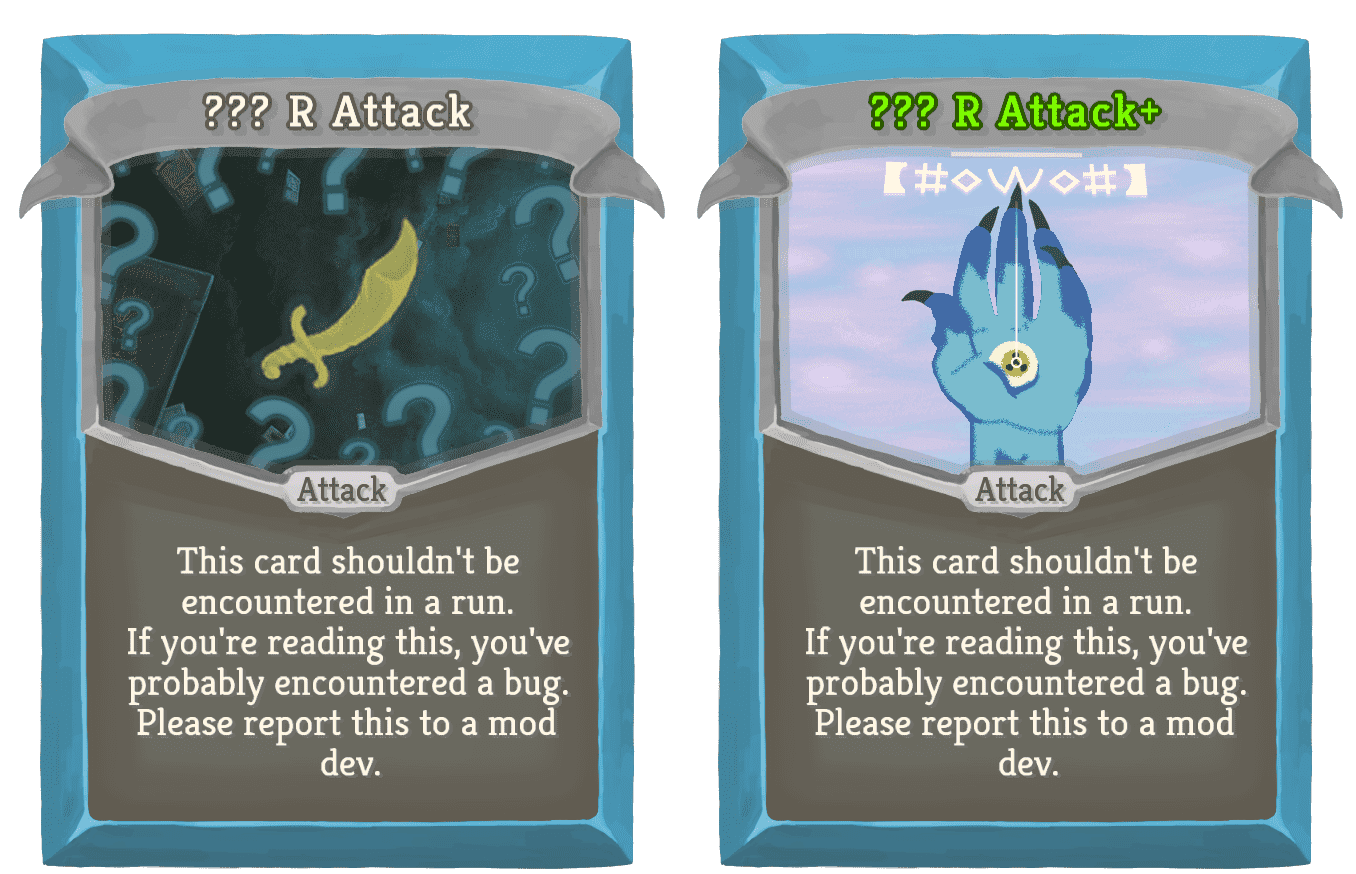 ??? R Attack
Attack
This card shouldn't be
encountered in a run.
If you're reading this, you've
probably encountered a bug.
Please report this to a mod
dev.
??? R Attack+
【#◇W◇#】
Attack
This card shouldn't be
encountered in a run.
If you're reading this, you've
probably encountered a bug.
Please report this to a mod
dev.